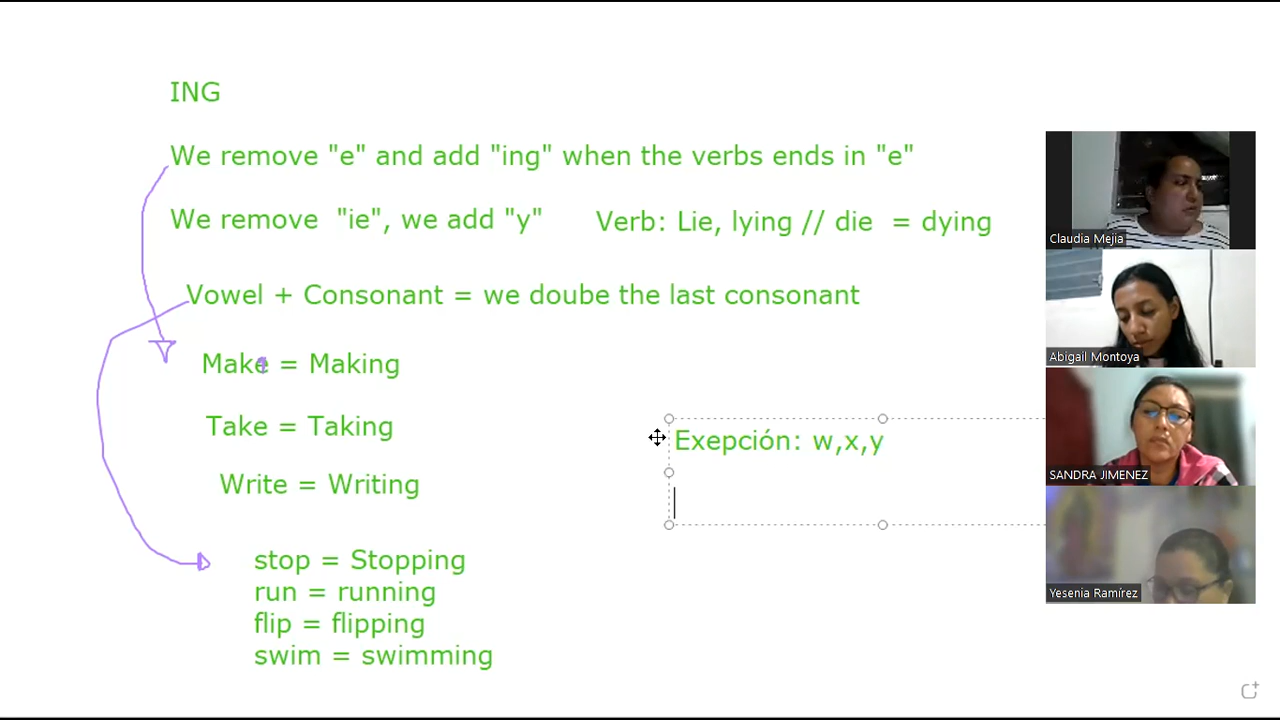 ING
We remove "e" and add "ing" when the verbs ends in "e"
We remove "ie", we add "y" Verb: Lie, lying // die = dying
Vowel + Consonant = we doube the last consonant
Make = Making
Take = Taking
Exepción: w,x,y
Write = Writing
stop = Stopping
run = running
flip = flipping
swim = swimming
Claudia Mejía
Abigail Montoya
SANDRA JIMENEZ
Yesenia Ramírez